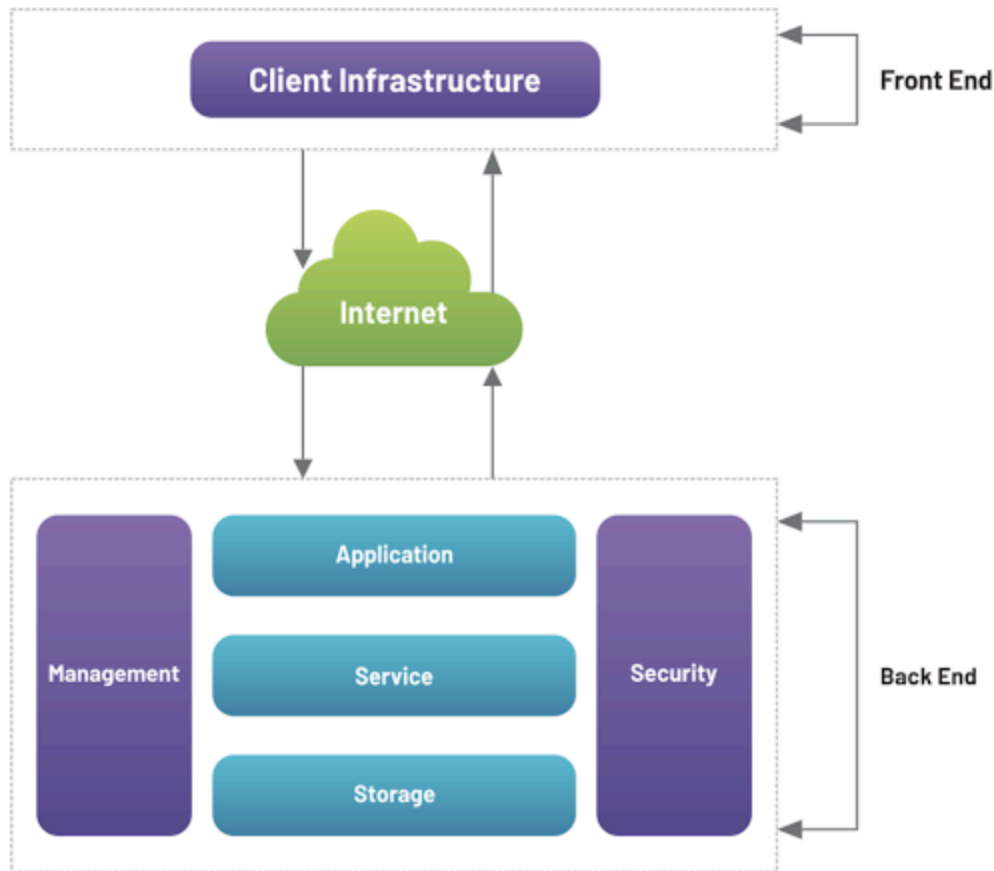 Client Infrastructure
Front End
Internet
Application
Management
Service
Security
Back End
Storage